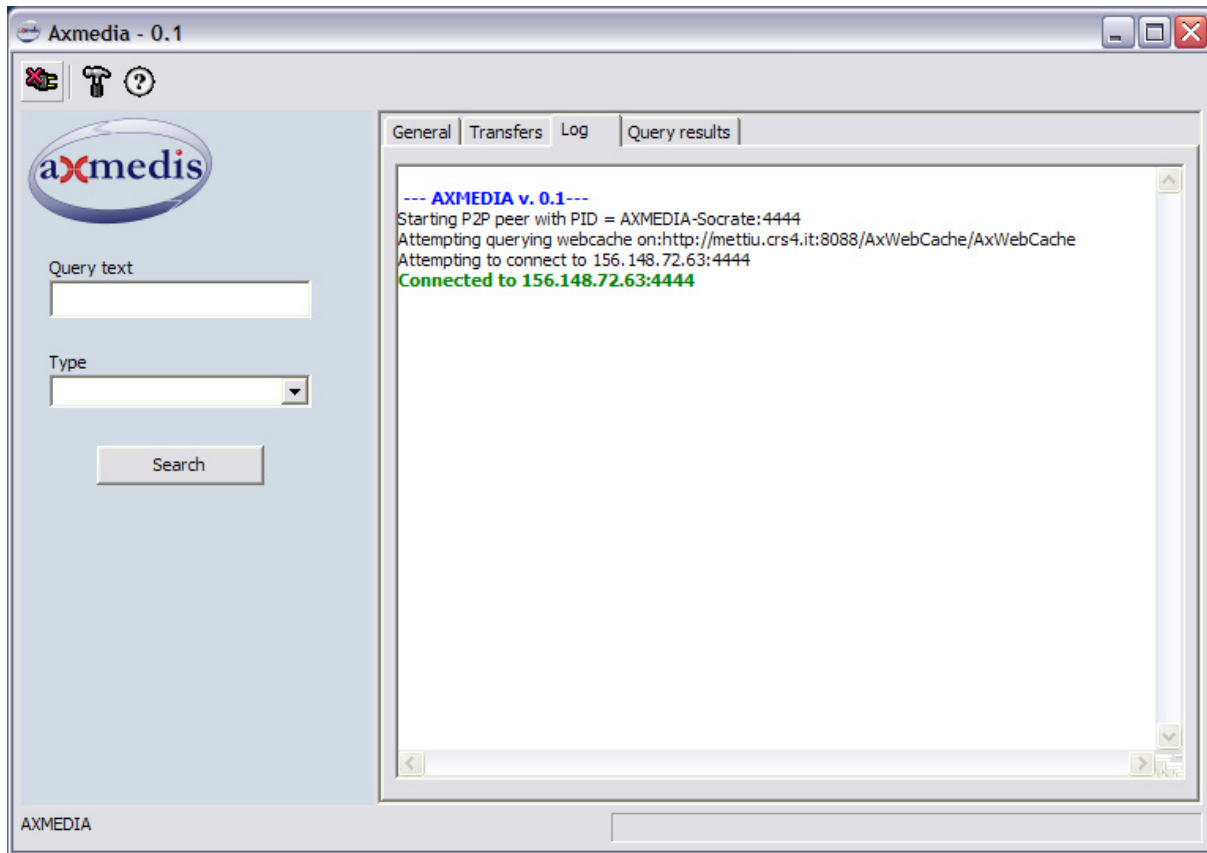 Axmedia - 0.1
axmedis
Query text
Type
Search
General Transfers Log Query results
--- AXMEDIA v. 0.1---
Starting P2P peer with PID = AXMEDIA-Socrate:4444
Attempting querying webcache on:http://mettiu.crs4.it:8088/AxWebCache/AxWebCache
Attempting to connect to 156.148.72.63:4444
Connected to 156.148.72.63:4444
AXMEDIA